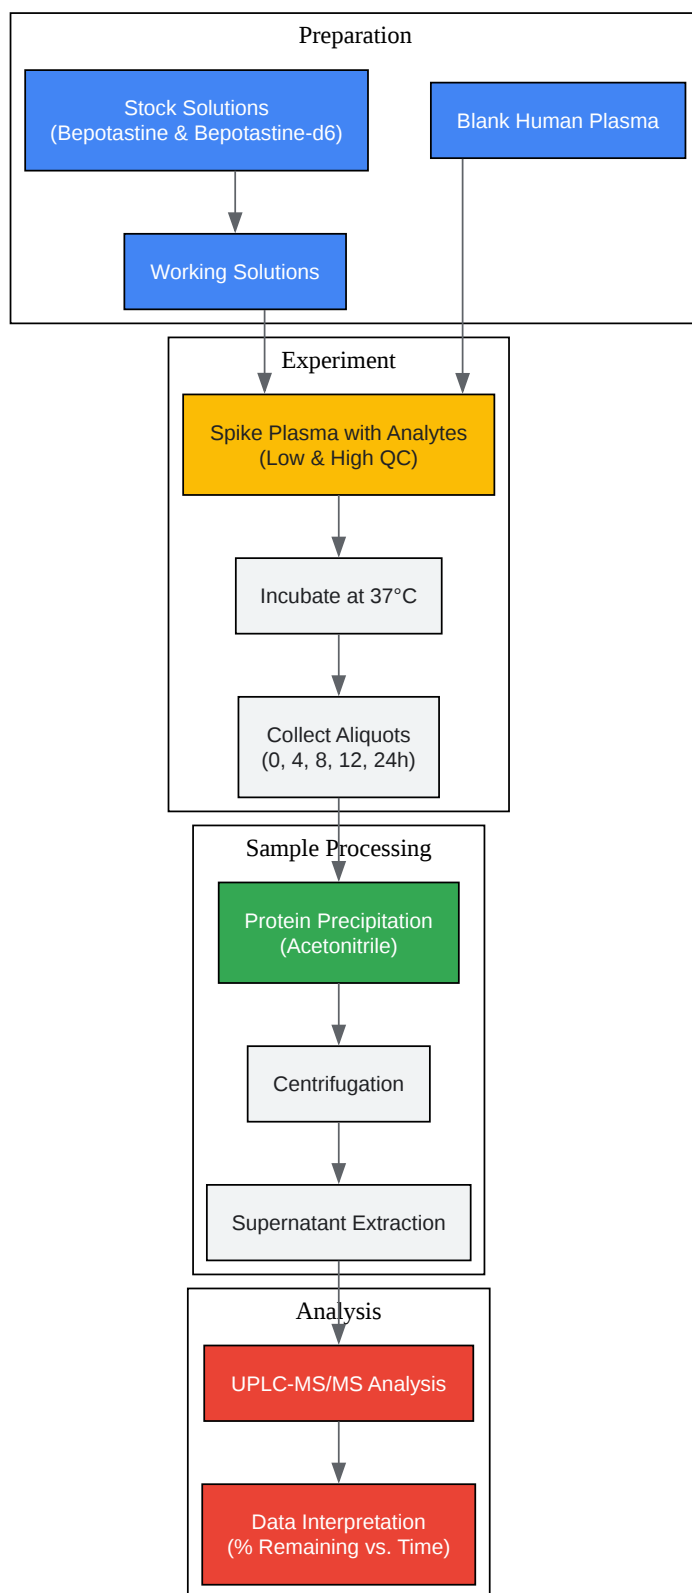 Preparation
Stock Solutions
(Bepotastine & Bepotastine-d6)
Blank Human Plasma
Working Solutions
Experiment
Spike Plasma with Analytes
(Low & High QC)
Incubate at 37°C
Collect Aliquots
(0, 4, 8, 12, 24h)
Sample Processing
Protein Precipitation
(Acetonitrile)
Centrifugation
Supernatant Extraction
Analysis
UPLC-MS/MS Analysis
Data Interpretation
(% Remaining vs. Time)